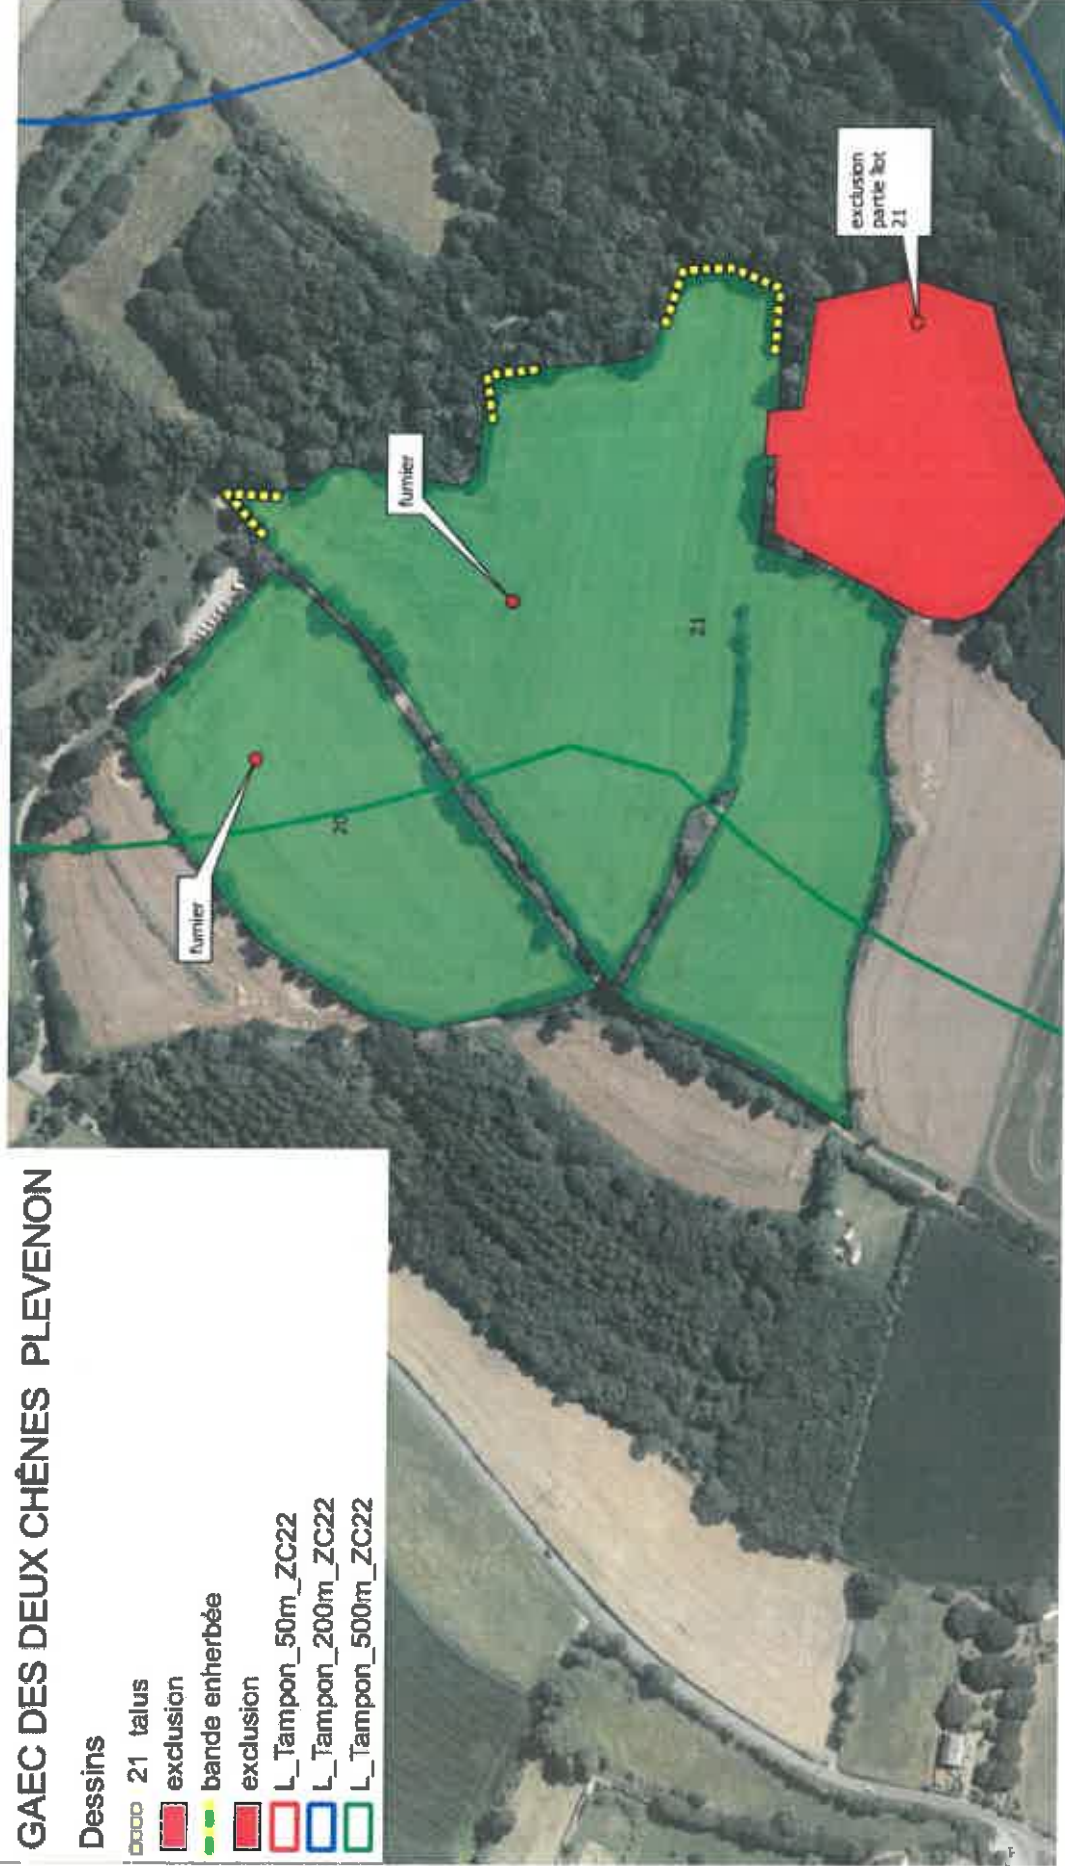 GAEC DES DEUX CHÊNES PLEVENON
Dessins
21 talus
exclusion
bande enherbée
exclusion
L_Tampon_50m_ZC22
L_Tampon_200m_ZC22
L_Tampon_500m_ZC22
fumier
20
fumier
21
exclusion
partie îlot
21